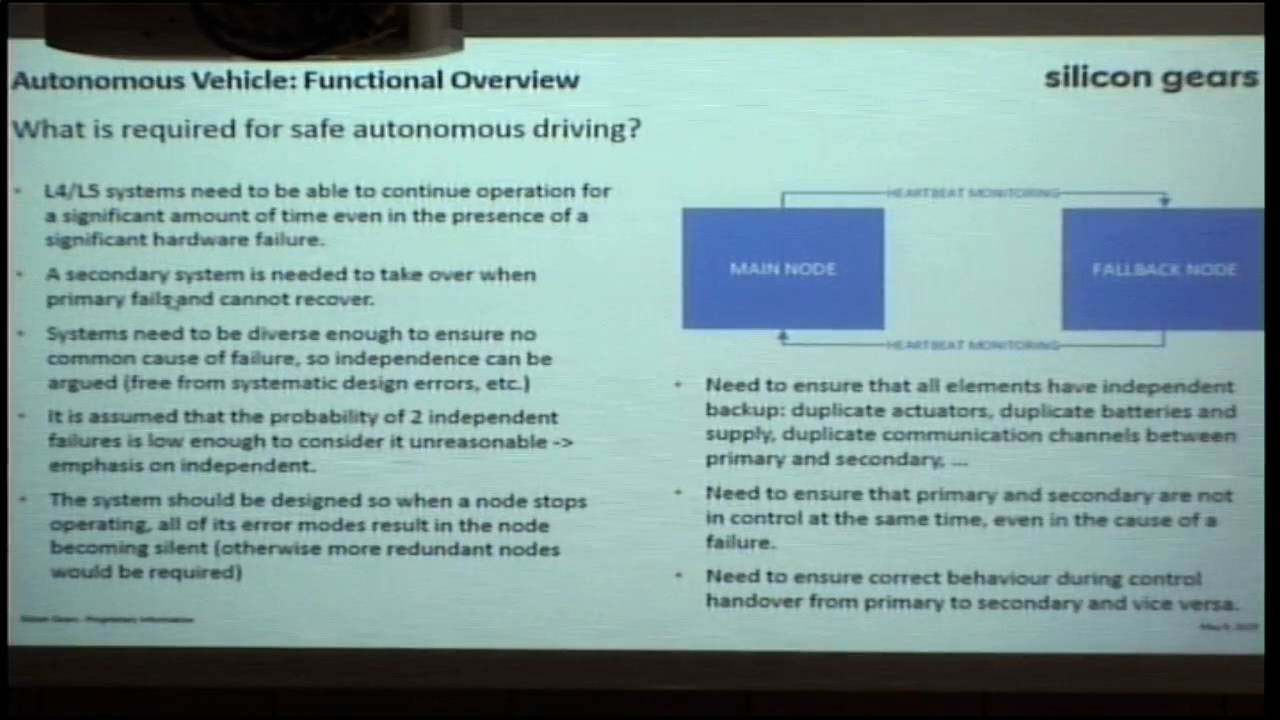 Autonomous Vehicle: Functional Overview
silicon gears
What is required for safe autonomous driving?
L4/L5 systems need to be able to continue operation for
a significant amount of time even in the presence of a
significant hardware failure.
A secondary system is needed to take over when
primary fails and cannot recover.
Systems need to be diverse enough to ensure no
common cause of failure, so independence can be
argued (free from systematic design errors, etc.)
It is assumed that the probability of 2 independent
failures is low enough to consider it unreasonable ->
emphasis on independent.
The system should be designed so when a node stops
operating, all of its error modes result in the node
becoming silent (otherwise more redundant nodes
would be required)
HEARTBEAT MONITORING
MAIN NODE
FALLBACK NODE
HEARTBEAT MONITORING
Need to ensure that all elements have independent
backup: duplicate actuators, duplicate batteries and
supply, duplicate communication channels between
primary and secondary, ...
Need to ensure that primary and secondary are not
in control at the same time, even in the cause of a
failure.
Need to ensure correct behaviour during control
handover from primary to secondary and vice versa.
Silicon Gears - Proprietary Information